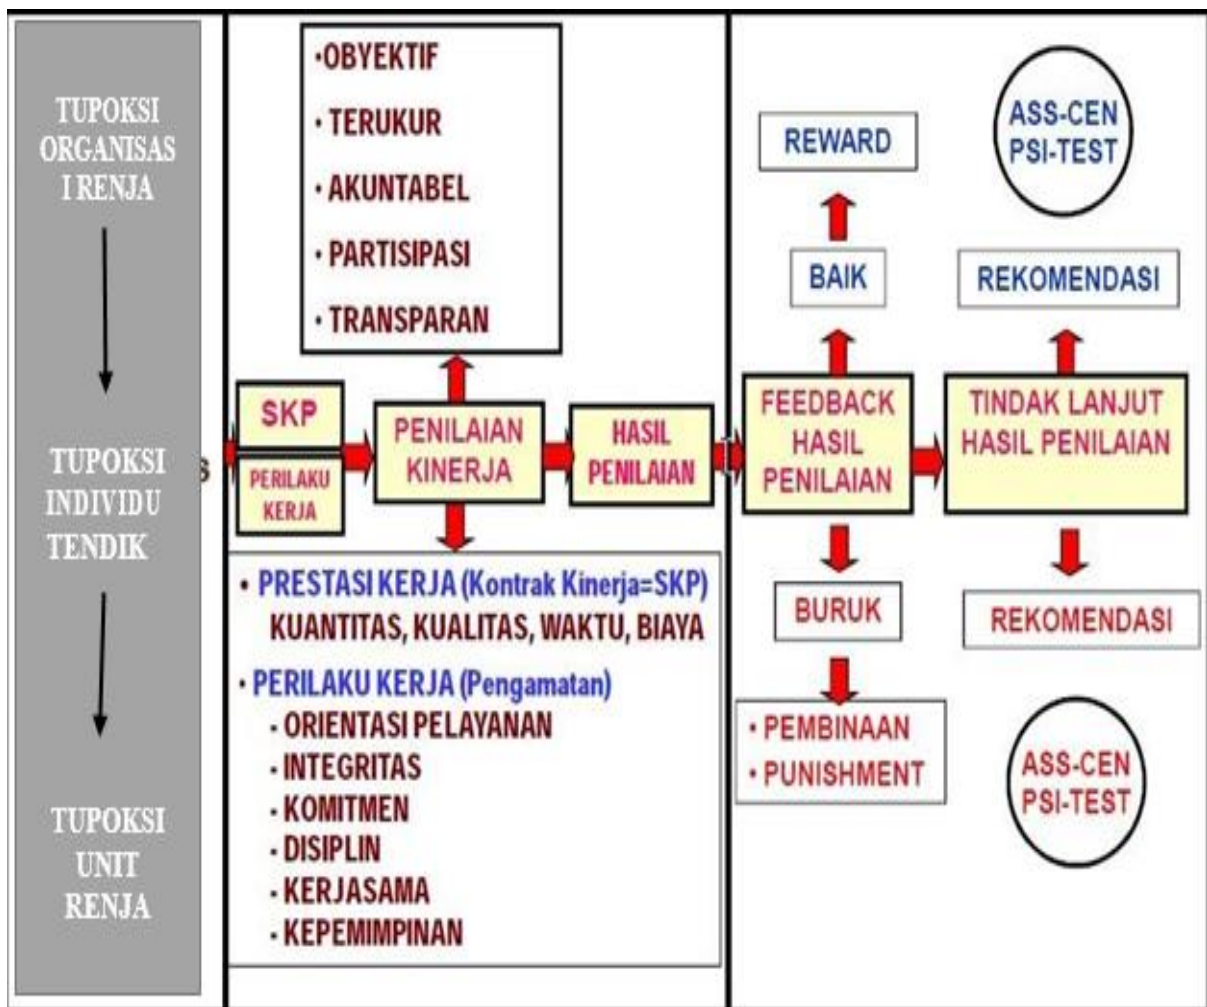 TUPOKSI
ORGANISAS
I RENJA
TUPOKSI
INDIVIDU
TENDIK
TUPOKSI
UNIT
RENJA
S
·OBYEKTIF
· TERUKUR
· AKUNTABEL
· PARTISIPASI
· TRANSPARAN
SKP
PERILAKU
KERJA
PENILAIAN
KINERJA
HASIL
PENILAIAN
• PRESTASI KERJA (Kontrak Kinerja=SKP)
KUANTITAS, KUALITAS, WAKTU, BIAYA
· PERILAKU KERJA (Pengamatan)
- ORIENTASI PELAYANAN
- INTEGRITAS
- KOMITMEN
- DISIPLIN
- KERJASAMA
- KEPEMIMPINAN
REWARD
BAIK
FEEDBACK
HASIL
PENILAIAN
BURUK
• PEMBINAAN
• PUNISHMENT
ASS-CEN
PSI-TEST
REKOMENDASI
TINDAK LANJUT
HASIL PENILAIAN
REKOMENDASI
ASS-CEN
PSI-TEST